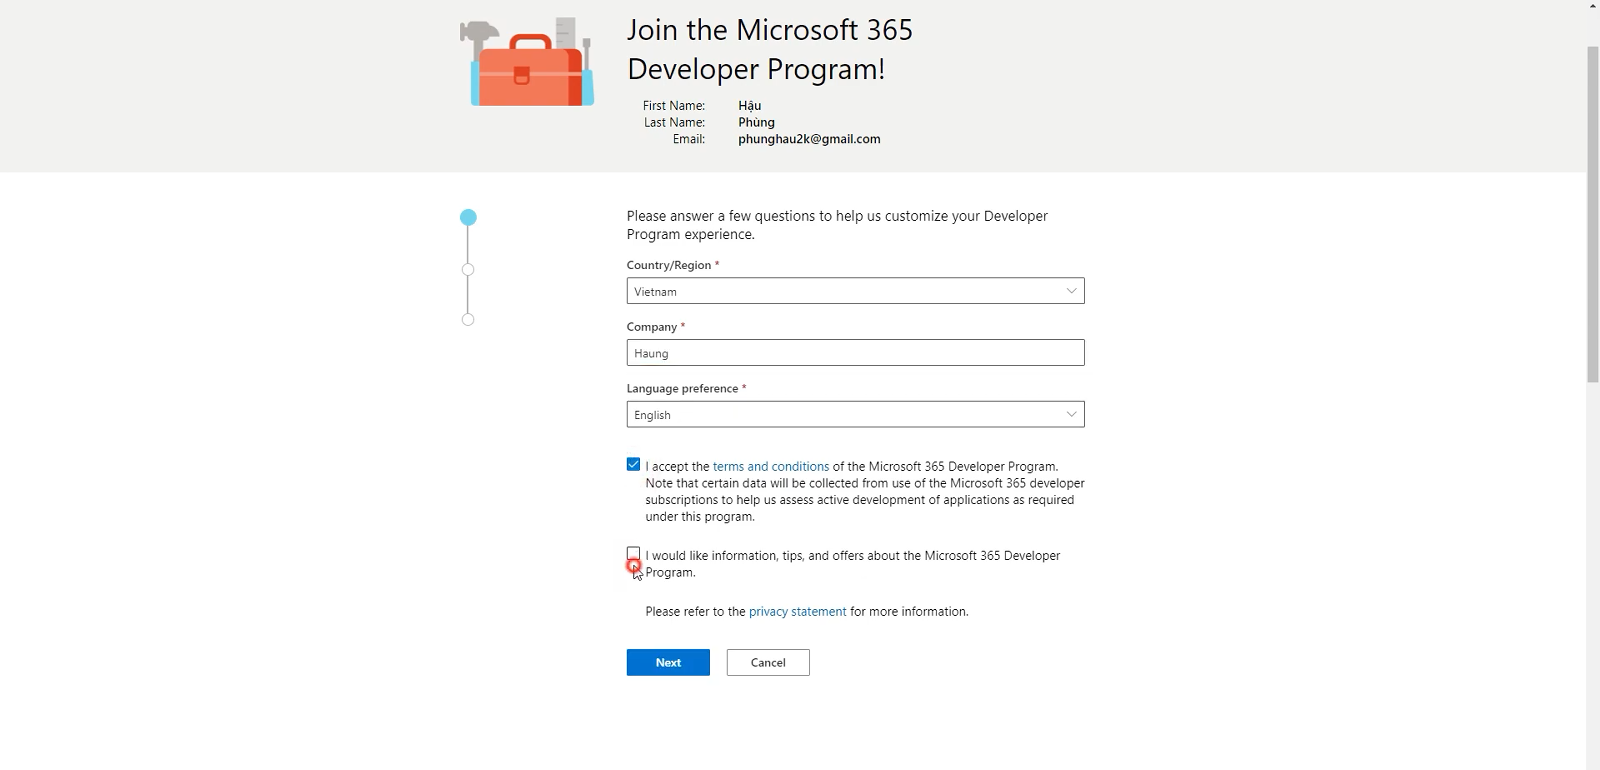 Join the Microsoft 365
Developer Program!
First Name: Hậu
Last Name: Phùng
Email: phunghau2k@gmail.com
Please answer a few questions to help us customize your Developer
Program experience.
Country/Region *
Vietnam
Company *
Haung
Language preference *
English
I accept the terms and conditions of the Microsoft 365 Developer Program.
Note that certain data will be collected from use of the Microsoft 365 developer
subscriptions to help us assess active development of applications as required
under this program.
I would like information, tips, and offers about the Microsoft 365 Developer
Program.
Please refer to the privacy statement for more information.
Next Cancel